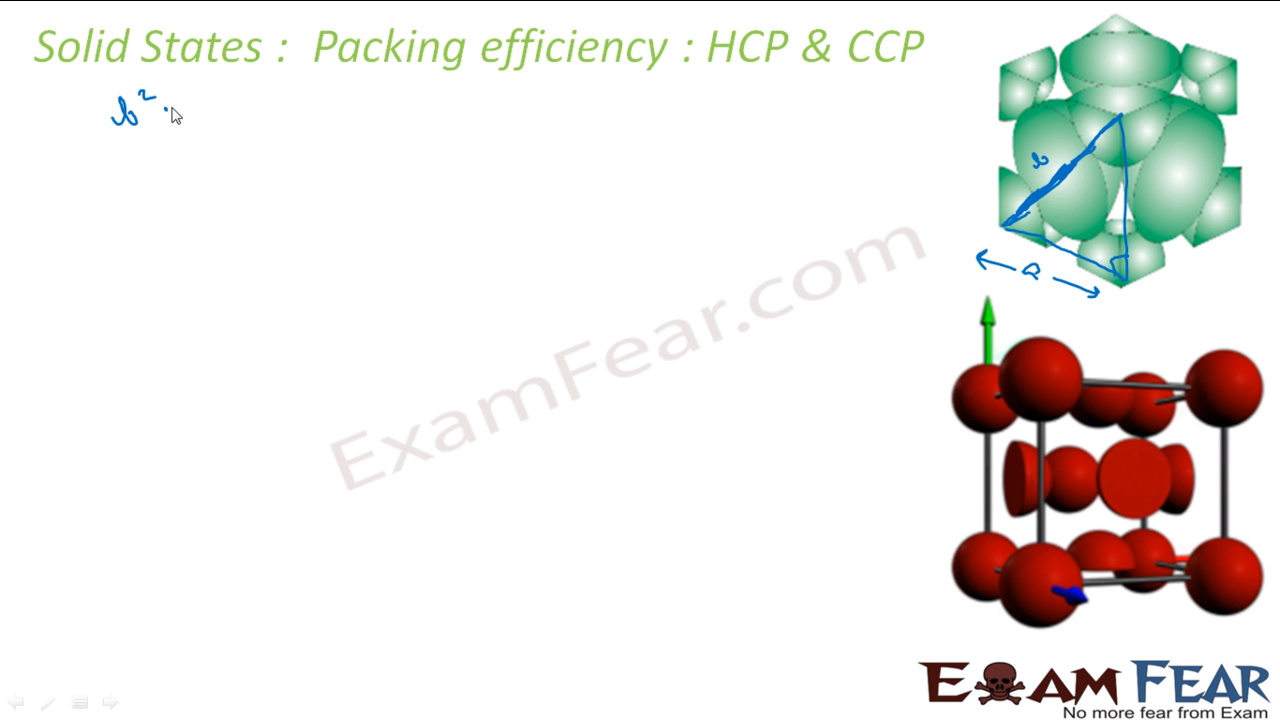 Solid States : Packing efficiency : HCP & CCP
b² 
b
a
ExamFear.com
EXAM FEAR
No more fear from Exam